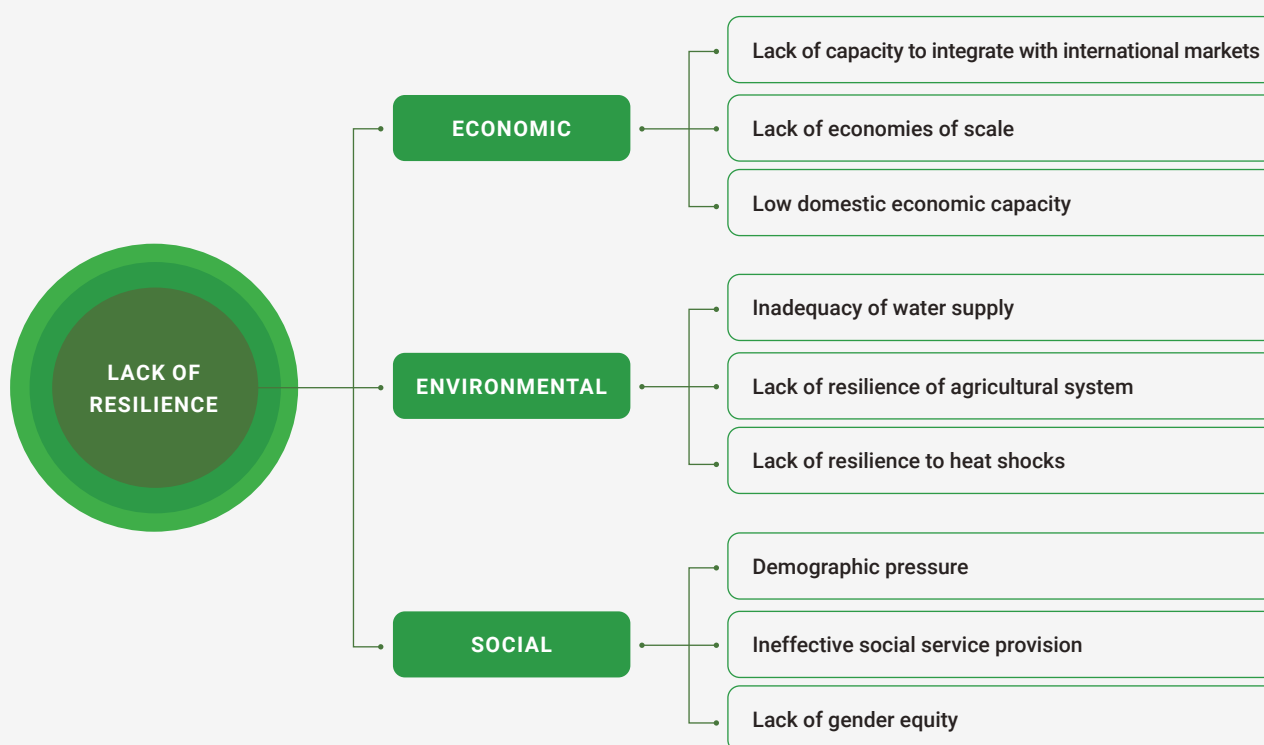 LACK OF
RESILIENCE
ECONOMIC
Lack of capacity to integrate with international markets
Lack of economies of scale
Low domestic economic capacity
ENVIRONMENTAL
Inadequacy of water supply
Lack of resilience of agricultural system
Lack of resilience to heat shocks
SOCIAL
Demographic pressure
Ineffective social service provision
Lack of gender equity